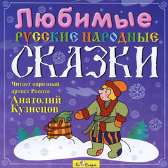 Любимые
РУССКИЕ НАРОДНЫЕ
СКАЗКИ
Читает народный
артист России
Анатолий
Кузнецов